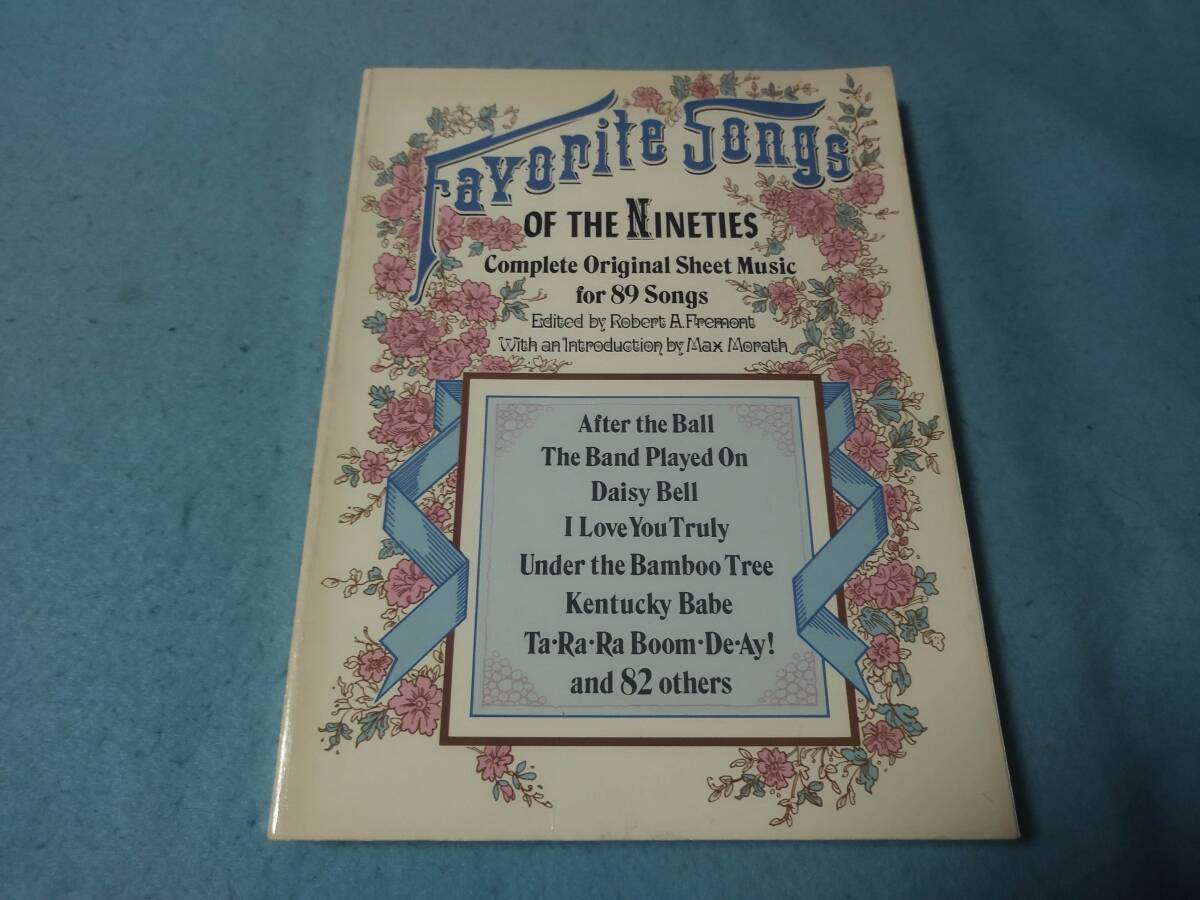 Favorite Songs
OF THE NINETIES
Complete Original Sheet Music
for 89 Songs
Edited by Robert A. Fremont
With an Introduction by Max Morath
After the Ball
The Band Played On
Daisy Bell
I Love You Truly
Under the Bamboo Tree
Kentucky Babe
Ta·Ra·Ra Boom·De·Ay!
and 82 others